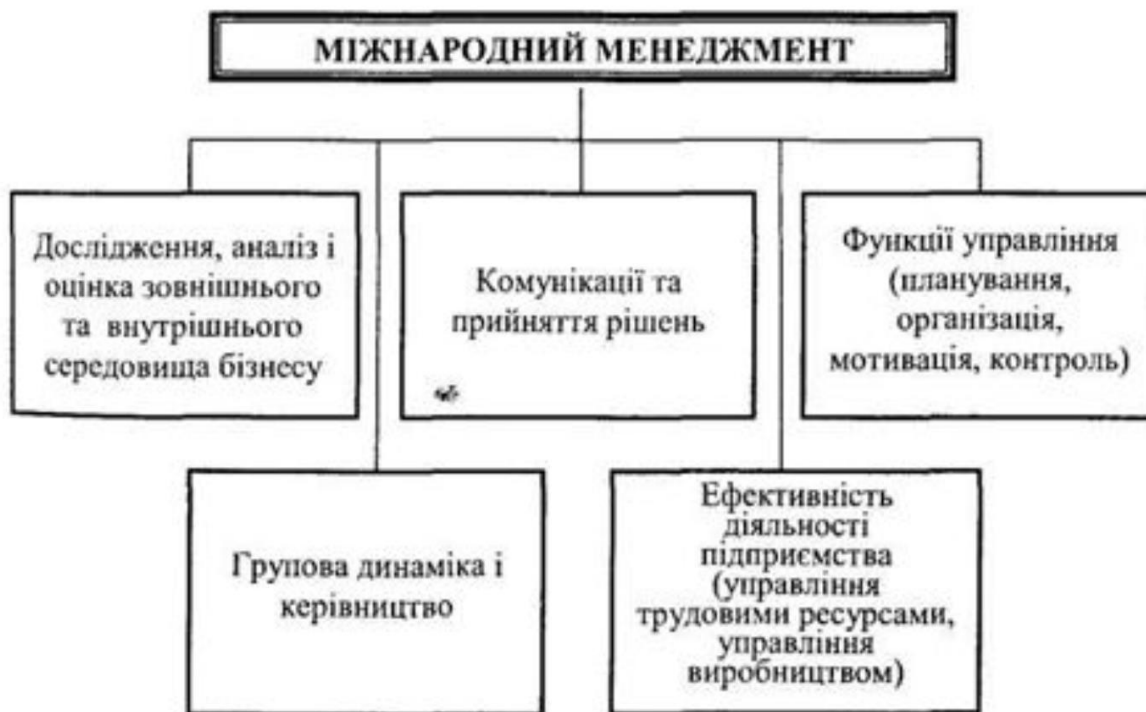 МІЖНАРОДНИЙ МЕНЕДЖМЕНТ
Дослідження, аналіз і
оцінка зовнішнього
та внутрішнього
середовища бізнесу
Комунікації та
прийняття рішень
Функції управління
(планування,
організація,
мотивація, контроль)
Групова динаміка і
керівництво
Ефективність
діяльності
підприємства
(управління
трудовими ресурсами,
управління
виробництвом)